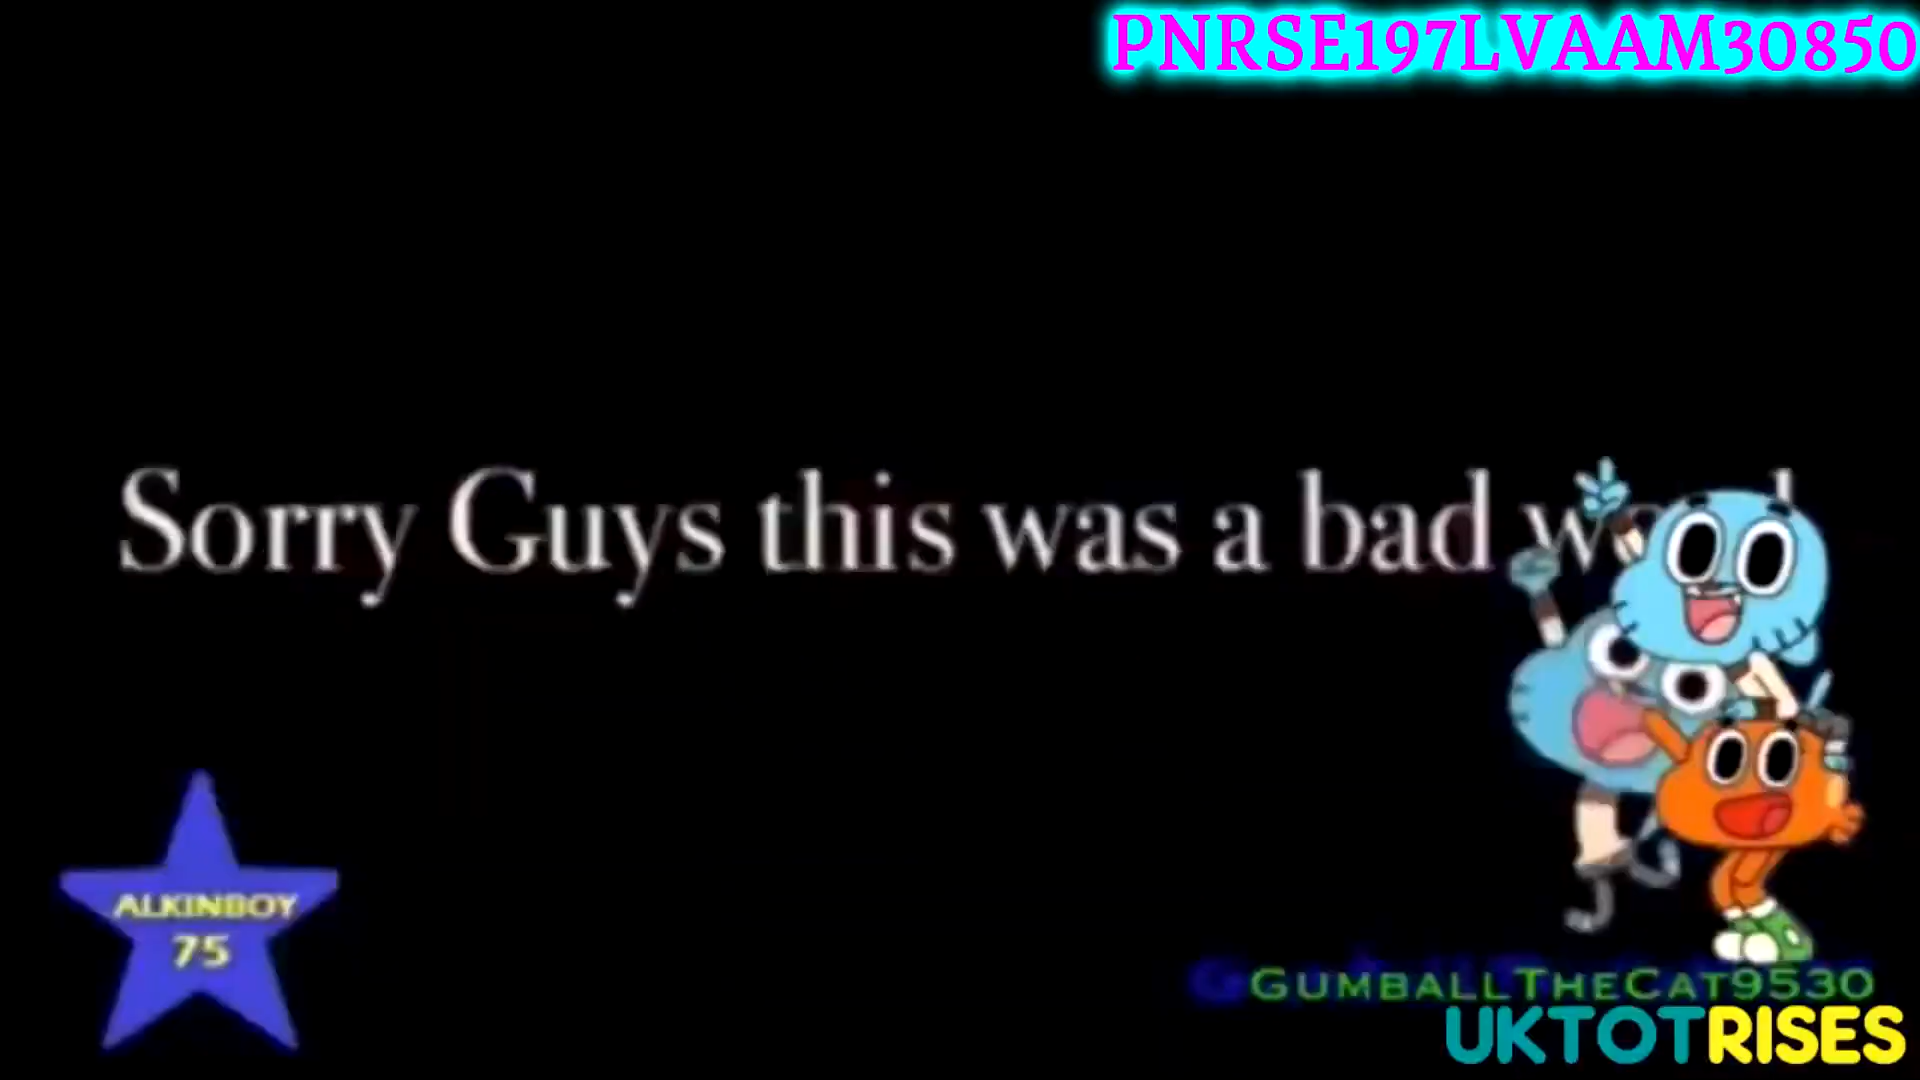 PNRSE197LVAAM30850
Sorry Guys this was a bad
ALKINBOY
75
GUMBALLTHECAT9530
UKTOTRISES